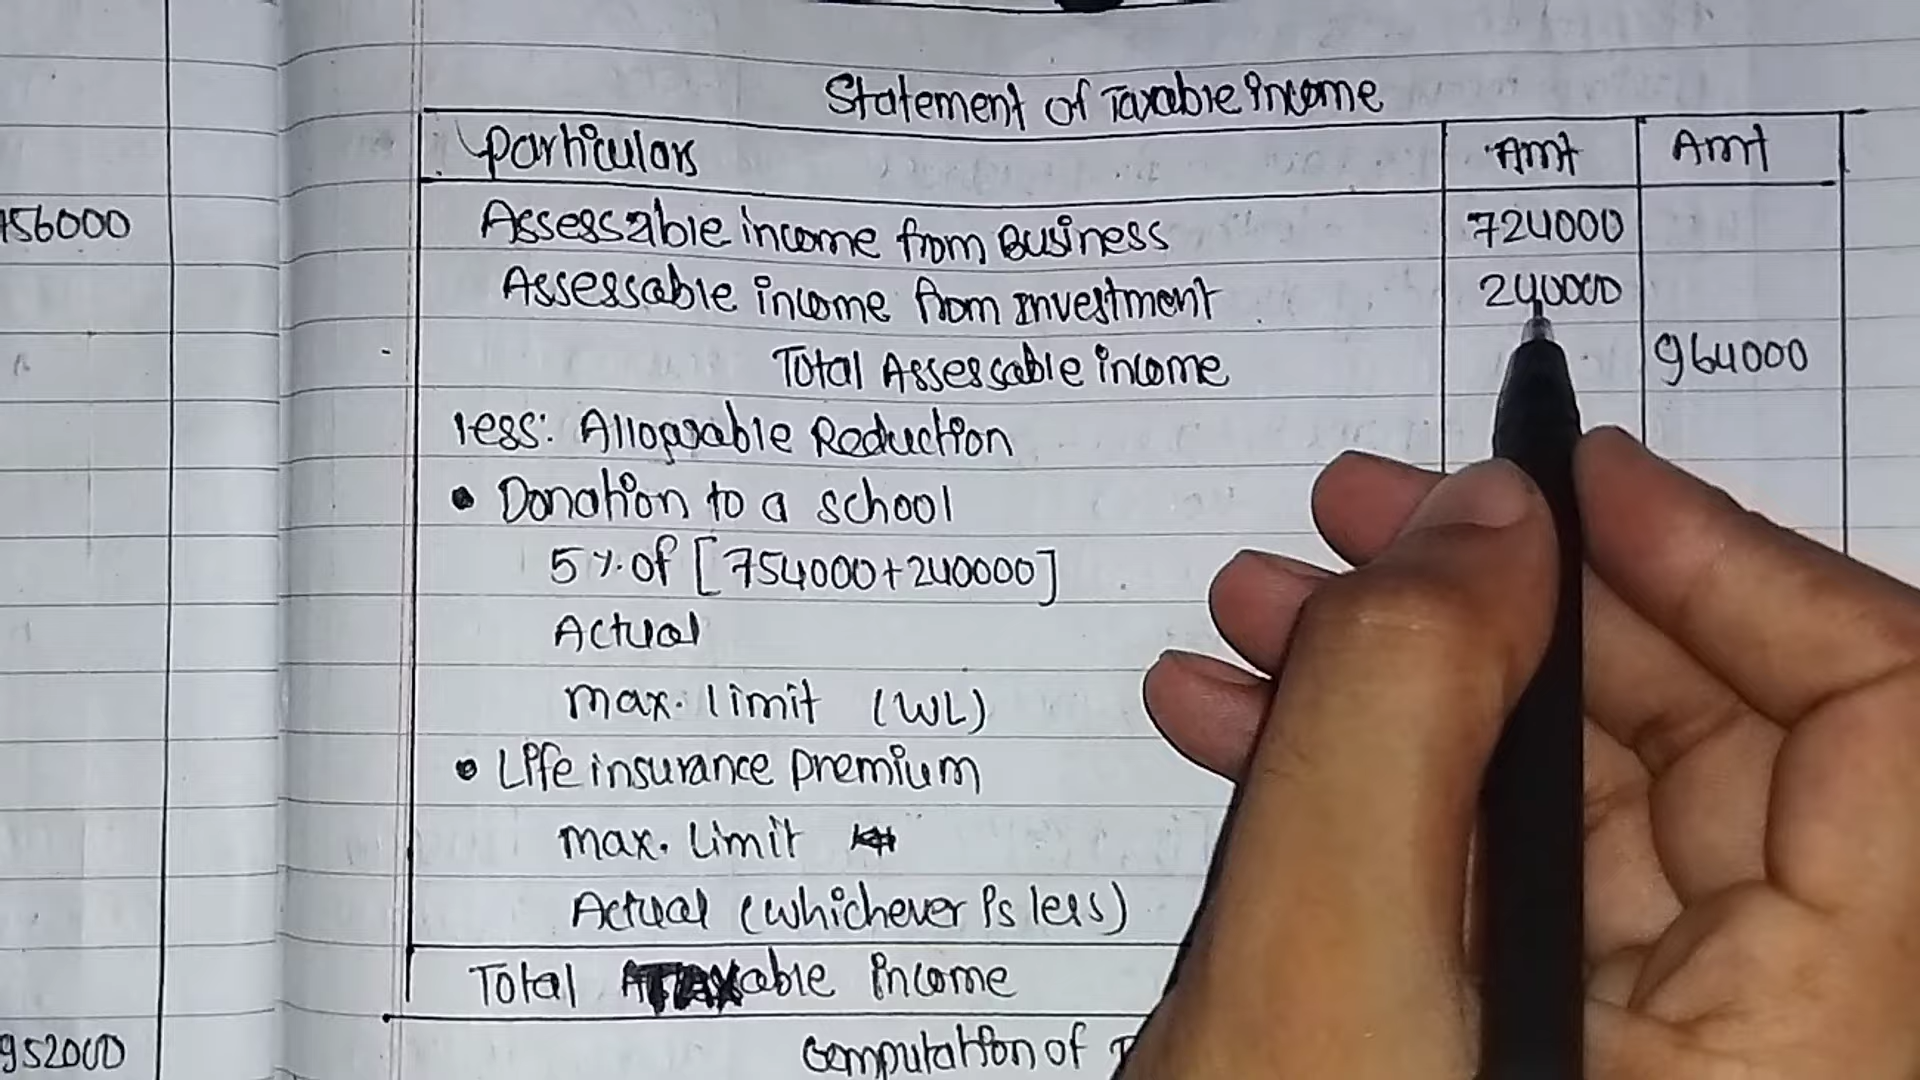 Statement of Taxable income
Particulars Amt Amt
756000
Assessable income from Business 724000
Assessable income from Investment 240000
Total Assessable income 964000
less: Allowable Reduction
• Donation to a school
5% of [754000+240000]
Actual
max. limit (WL)
• Life insurance premium
max. Limit
Actual (whichever is less)
Total Taxable income
952000
Computation of